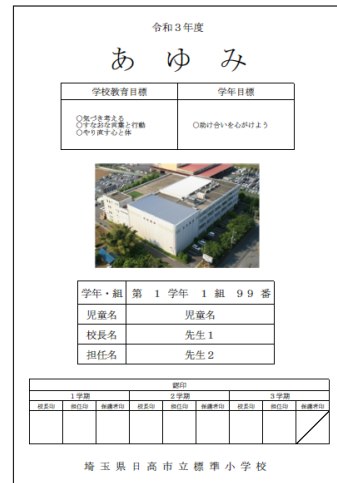 令和３年度
あ ゆ み
学校教育目標 学年目標
○気づき考える
○すなおな言葉と行動
○やり直す心と体
○助け合いを心がけよう
学年・組 第 1 学年 1 組 99 番
児童名 児童名
校長名 先生1
担任名 先生2
認印
1学期 2学期 3学期
校長印 担任印 保護者印 校長印 担任印 保護者印 校長印 担任印 保護者印
埼玉県日高市立標準小学校